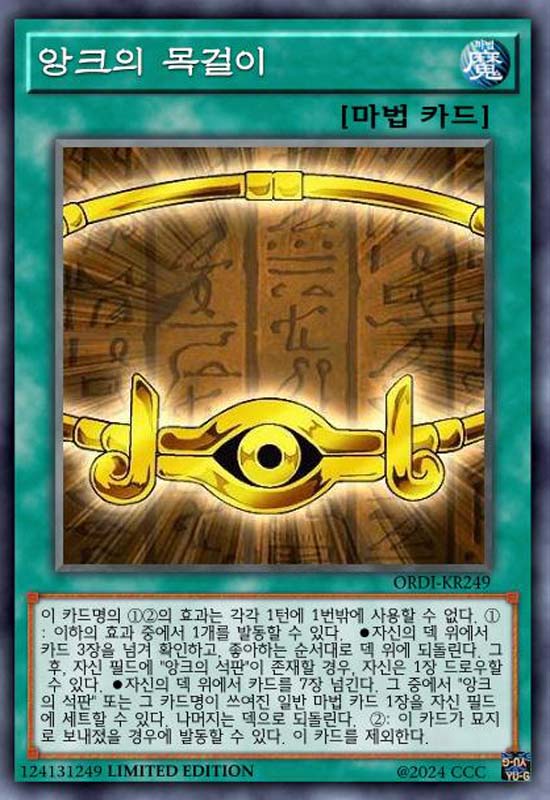 앙크의 목걸이
마법
魔
[마법 카드]
ORDI-KR249
이 카드명의 ①②의 효과는 각각 1턴에 1번밖에 사용할 수 없다. ①
: 이하의 효과 중에서 1개를 발동할 수 있다. ●자신의 덱 위에서
카드 3장을 넘겨 확인하고, 좋아하는 순서대로 덱 위에 되돌린다. 그
후, 자신 필드에 "앙크의 석판"이 존재할 경우, 자신은 1장 드로우할
수 있다. ●자신의 덱 위에서 카드를 7장 넘긴다. 그 중에서 "앙크
의 석판" 또는 그 카드명이 쓰여진 일반 마법 카드 1장을 자신 필드
에 세트할 수 있다. 나머지는 덱으로 되돌린다. ②: 이 카드가 묘지
로 보내졌을 경우에 발동할 수 있다. 이 카드를 제외한다.
124131249 LIMITED EDITION
@2024 CCC
YU-G